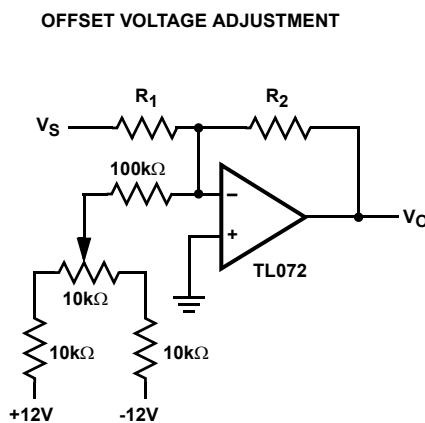 OFFSET VOLTAGE ADJUSTMENT
R1 R2
VS
100kΩ
−
+
VO
TL072
10kΩ
10kΩ 10kΩ
+12V -12V